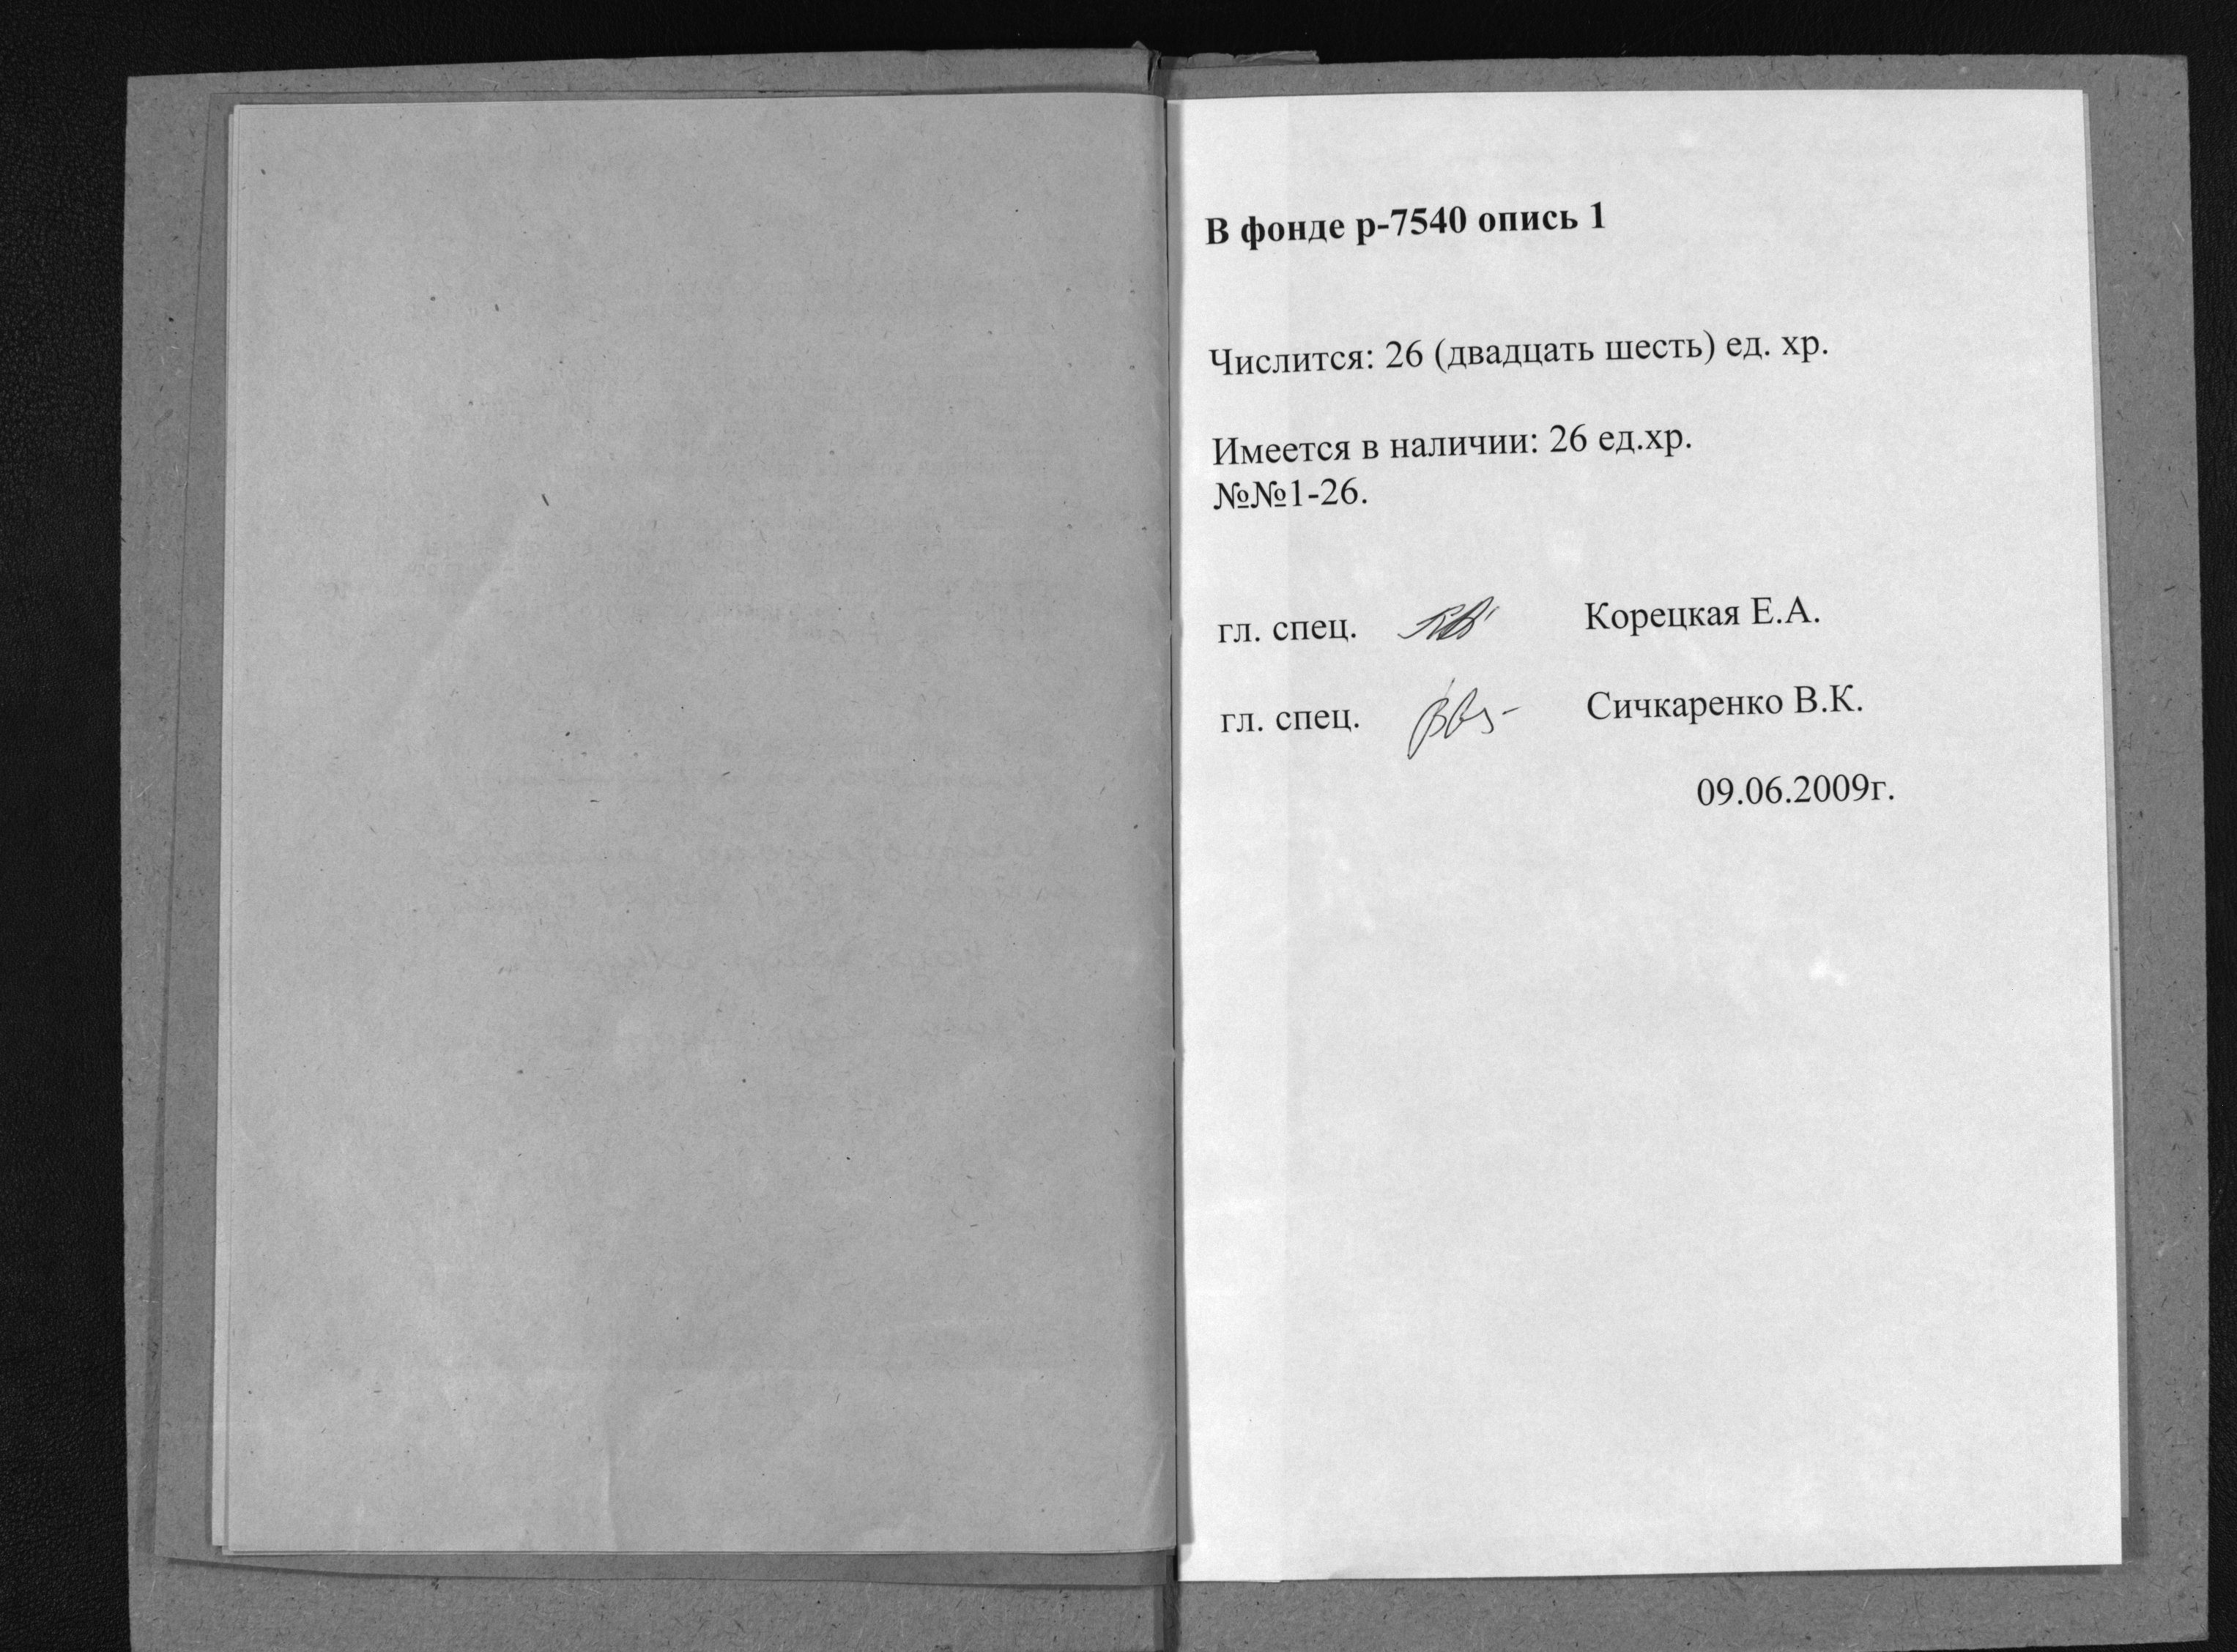 В фонде р-7540 опись 1
Числится: 26 (двадцать шесть) ед. хр.
Имеется в наличии: 26 ед.хр.
№№1-26.
гл. спец. Корецкая Е.А.
гл. спец. Сичкаренко В.К.
09.06.2009г.